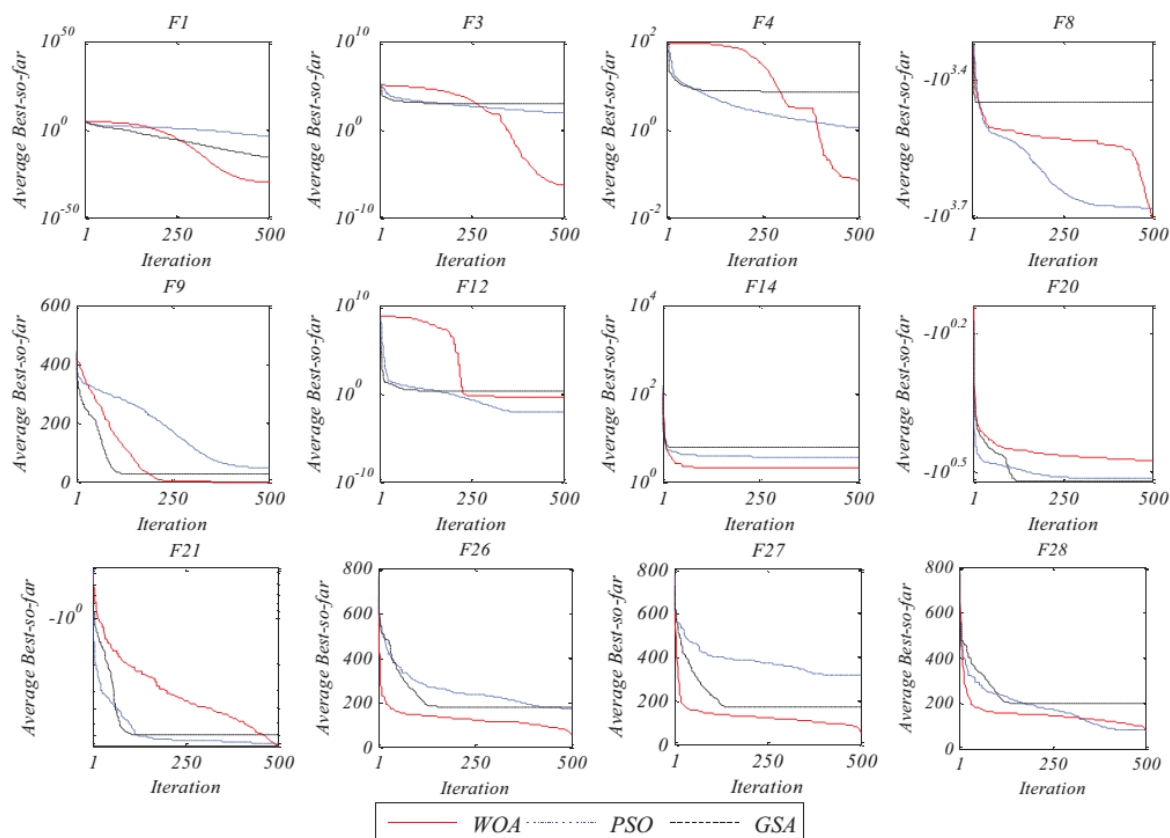 F1
Average Best-so-far
10^50
10^0
10^-50
1 250 500
Iteration
F3
Average Best-so-far
10^10
10^0
10^-10
1 250 500
Iteration
F4
Average Best-so-far
10^2
10^0
10^-2
1 250 500
Iteration
F8
Average Best-so-far
-10^3.4
-10^3.7
1 250 500
Iteration
F9
Average Best-so-far
600
400
200
0
1 250 500
Iteration
F12
Average Best-so-far
10^10
10^0
10^-10
1 250 500
Iteration
F14
Average Best-so-far
10^4
10^2
10^0
1 250 500
Iteration
F20
Average Best-so-far
-10^0.2
-10^0.5
1 250 500
Iteration
F21
Average Best-so-far
-10^0
1 250 500
Iteration
F26
Average Best-so-far
800
600
400
200
0
1 250 500
Iteration
F27
Average Best-so-far
800
600
400
200
0
1 250 500
Iteration
F28
Average Best-so-far
800
600
400
200
0
1 250 500
Iteration
WOA PSO GSA